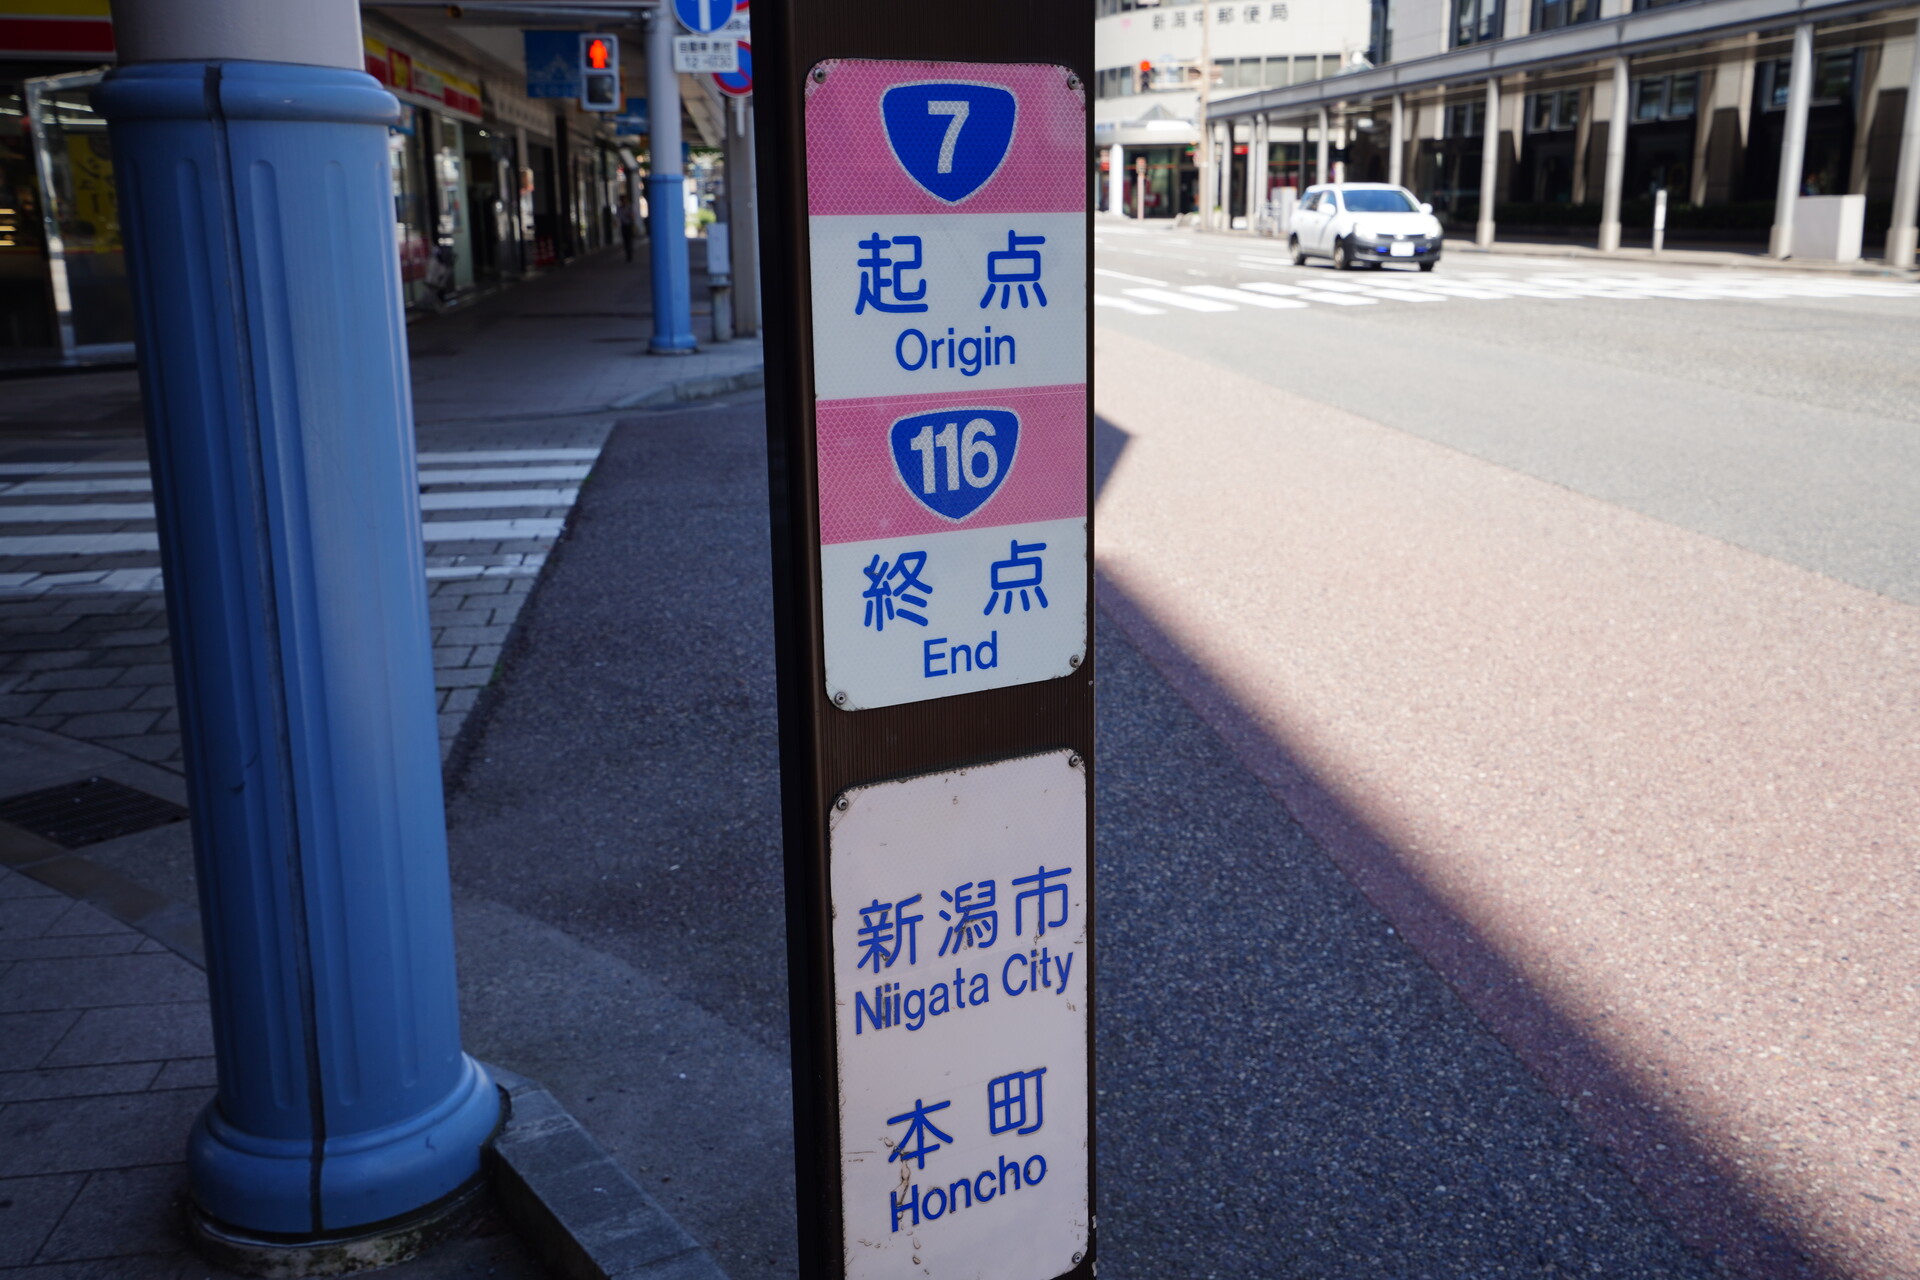 新潟中郵便局
7
起点
Origin
116
終点
End
新潟市
Niigata City
本町
Honcho